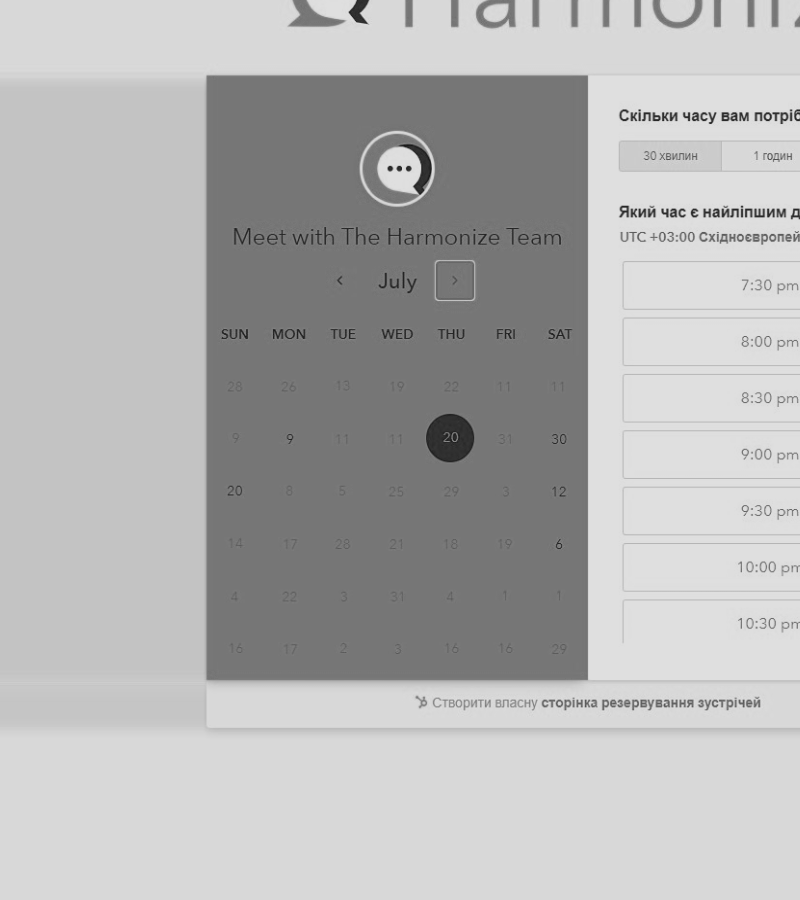 Harmoniz
Meet with The Harmonize Team
July
SUN MON TUE WED THU FRI SAT
28 26 13 19 22 11 11
9 9 11 11 20 31 30
20 8 5 25 29 3 12
14 17 28 21 18 19 6
4 22 3 31 4 1 1
16 17 2 3 16 16 29
Скільки часу вам потріб
30 хвилин 1 годин
Який час є найліпшим д
UTC +03:00 Східноєвропей
7:30 pm
8:00 pm
8:30 pm
9:00 pm
9:30 pm
10:00 pm
10:30 pm
Створити власну сторінка резервування зустрічей